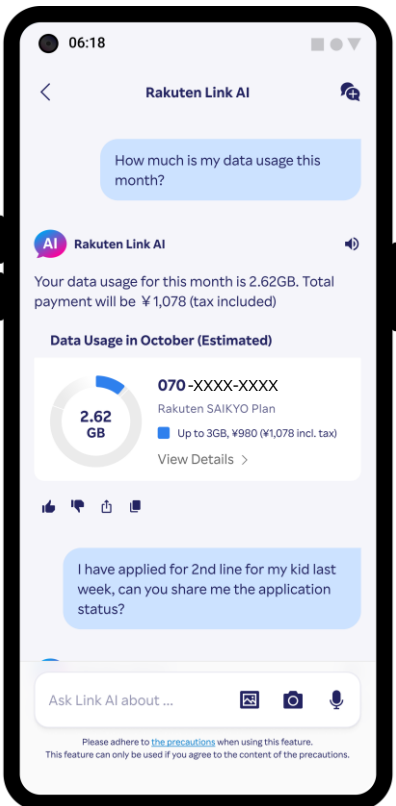 06:18
Rakuten Link AI
How much is my data usage this
month?
AI
Rakuten Link AI
Your data usage for this month is 2.62GB. Total
payment will be ¥1,078 (tax included)
Data Usage in October (Estimated)
2.62
GB
070-XXXX-XXXX
Rakuten SAIKYO Plan
Up to 3GB, ¥980 (¥1,078 incl. tax)
View Details >
I have applied for 2nd line for my kid last
week, can you share me the application
status?
Ask Link AI about ...
Please adhere to the precautions when using this feature.
This feature can only be used if you agree to the content of the precautions.